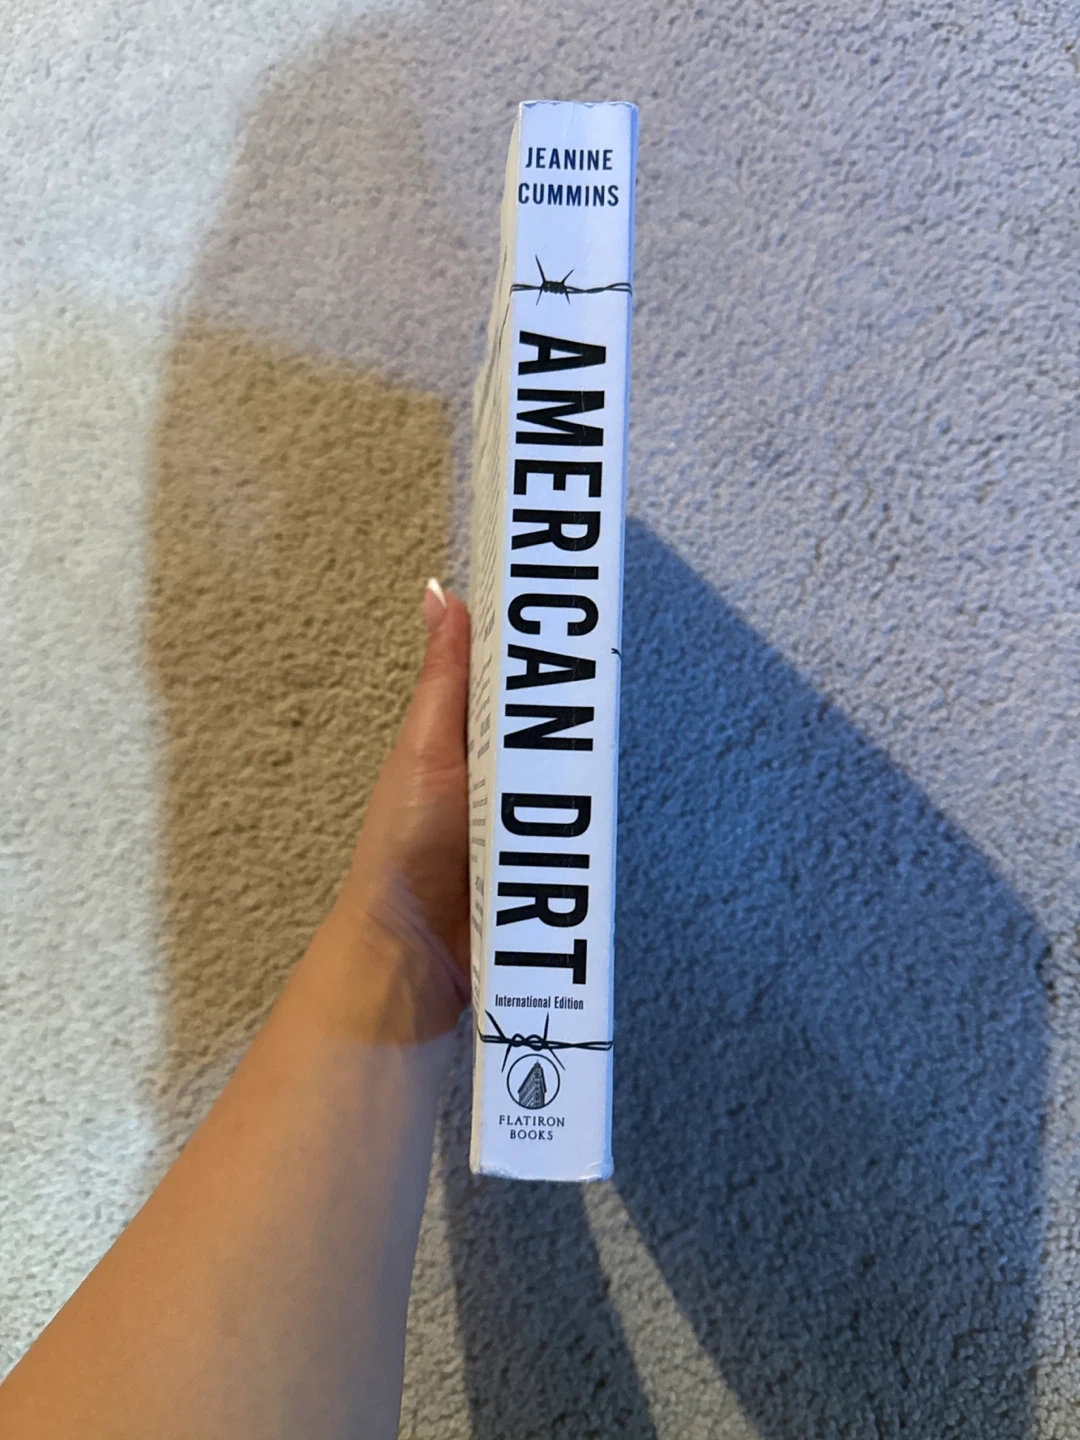 JEANINE
CUMMINS
AMERICAN DIRT
International Edition
FLATIRON
BOOKS